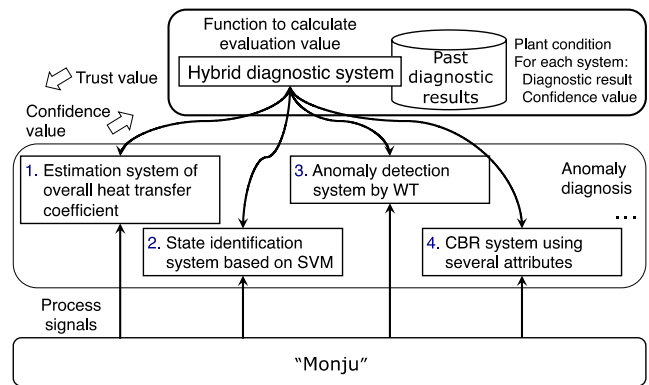 Function to calculate
evaluation value
Hybrid diagnostic system
Past
diagnostic
results
Plant condition
For each system:
Diagnostic result
Confidence value
Trust value
Confidence
value
1. Estimation system of
overall heat transfer
coefficient
2. State identification
system based on SVM
3. Anomaly detection
system by WT
4. CBR system using
several attributes
Anomaly
diagnosis
...
Process
signals
“Monju”